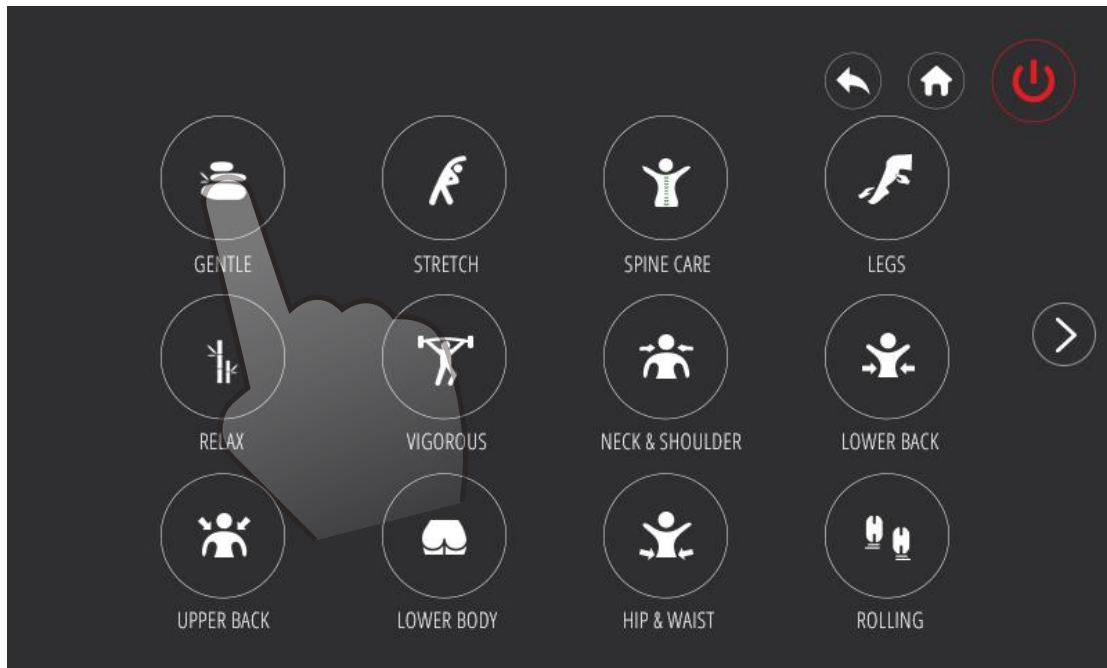 GENTLE
STRETCH
SPINE CARE
LEGS
RELAX
VIGOROUS
NECK & SHOULDER
LOWER BACK
UPPER BACK
LOWER BODY
HIP & WAIST
ROLLING